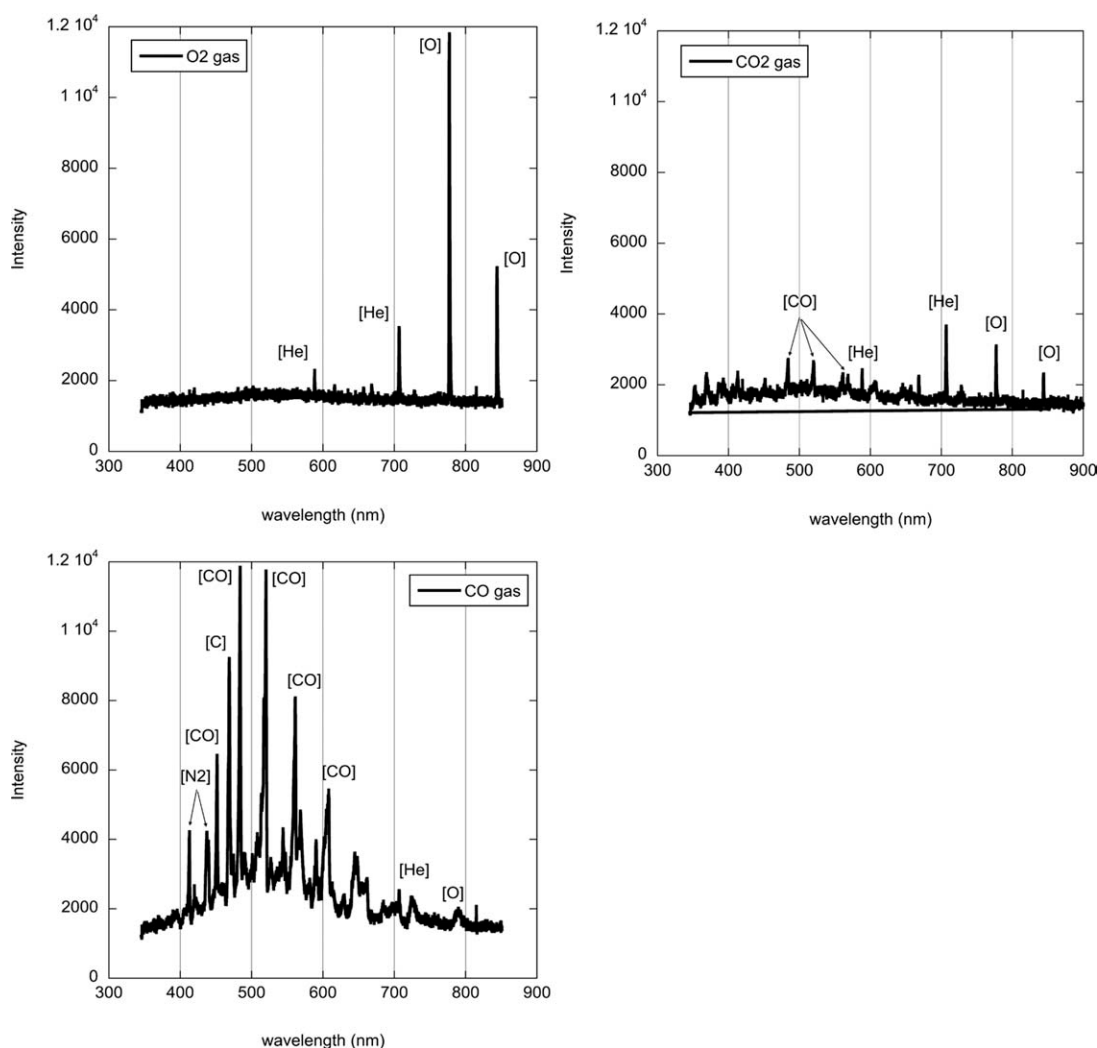 1.2 10⁴
1 10⁴
8000
6000
4000
2000
0
Intensity
O2 gas
[O]
[O]
[He]
[He]
300 400 500 600 700 800 900
wavelength (nm)
1.2 10⁴
1 10⁴
8000
6000
4000
2000
0
Intensity
CO2 gas
[CO]
[He]
[He]
[O]
[O]
300 400 500 600 700 800 900
wavelength (nm)
1.2 10⁴
1 10⁴
8000
6000
4000
2000
0
Intensity
CO gas
[CO]
[CO]
[C]
[CO]
[CO]
[N2]
[CO]
[He]
[O]
300 400 500 600 700 800 900
wavelength (nm)